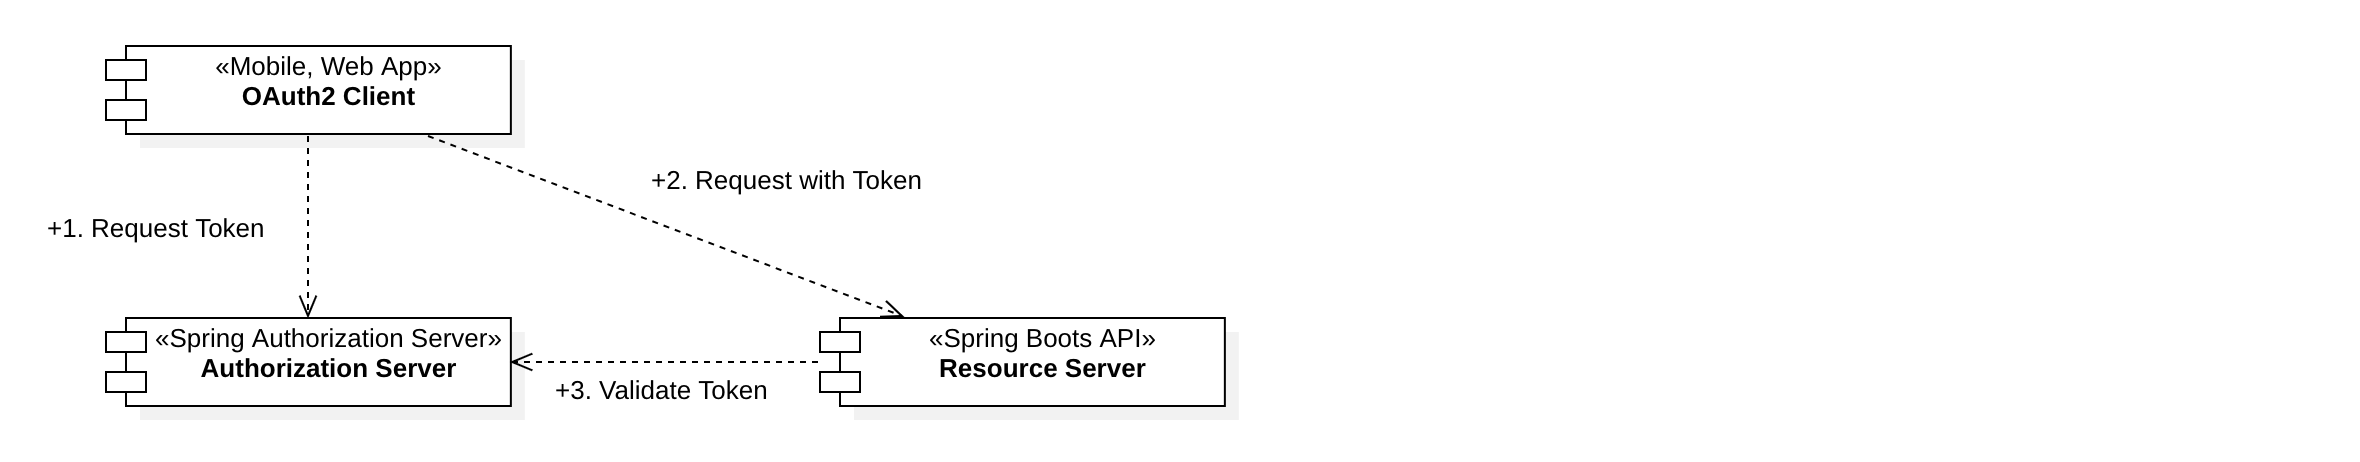 «Mobile, Web App»
OAuth2 Client
+2. Request with Token
+1. Request Token
«Spring Authorization Server»
Authorization Server
«Spring Boots API»
Resource Server
+3. Validate Token